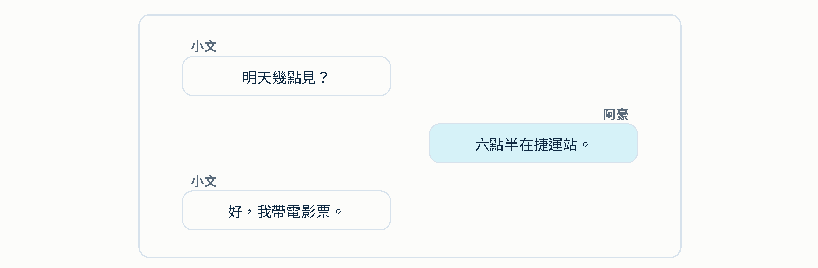 小文
明天幾點見？
阿豪
六點半在捷運站。
小文
好，我帶電影票。